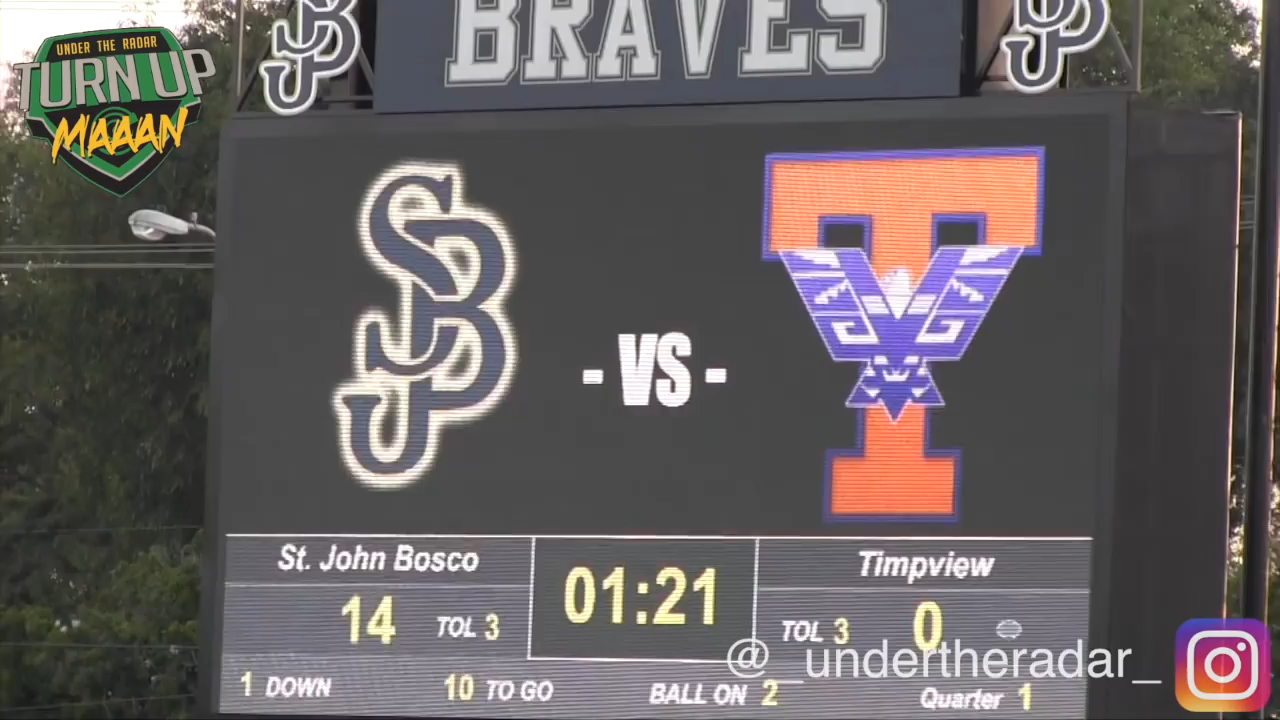 BRAVES
UNDER THE RADAR
TURN UP
MAAAN
SJB
T
- VS -
St. John Bosco
14 TOL 3
01:21
Timpview
TOL 3 0
1 DOWN 10 TO GO BALL ON 2 Quarter 1
@_undertheradar_